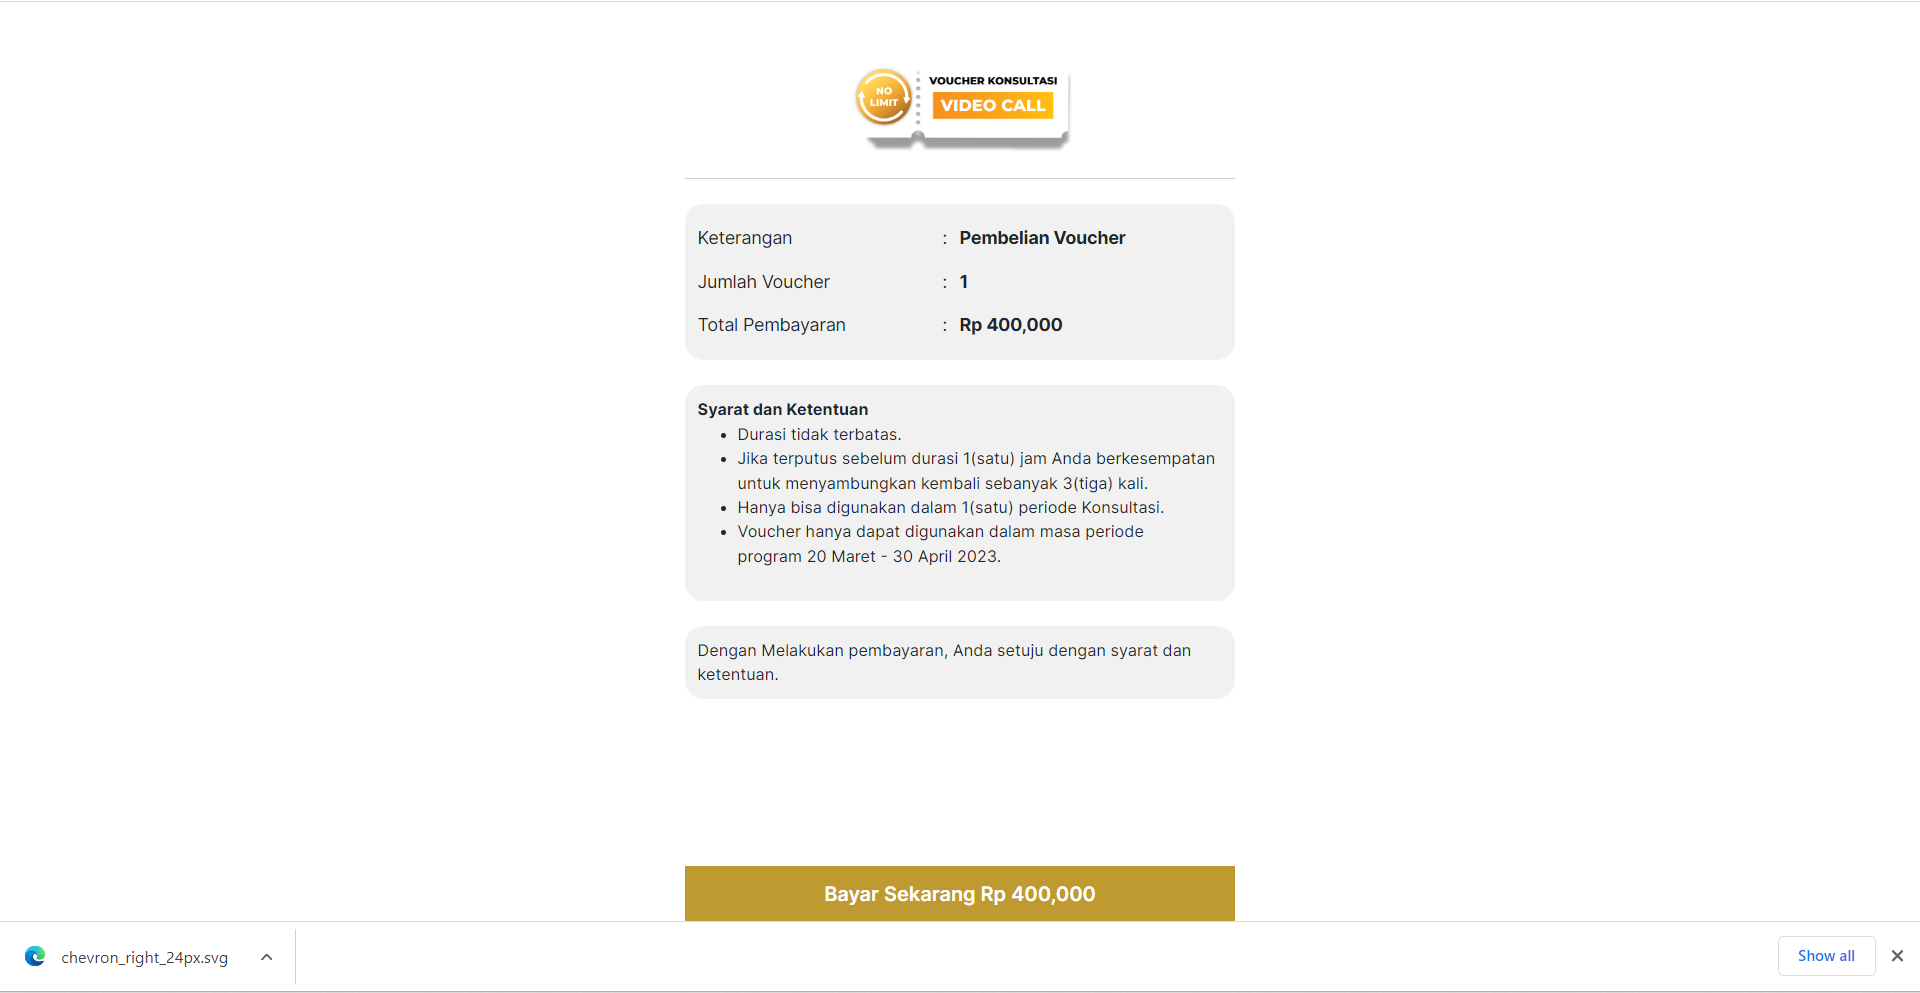 NO
LIMIT
VOUCHER KONSULTASI
VIDEO CALL
Keterangan : Pembelian Voucher
Jumlah Voucher : 1
Total Pembayaran : Rp 400,000
Syarat dan Ketentuan
• Durasi tidak terbatas.
• Jika terputus sebelum durasi 1(satu) jam Anda berkesempatan
untuk menyambungkan kembali sebanyak 3(tiga) kali.
• Hanya bisa digunakan dalam 1(satu) periode Konsultasi.
• Voucher hanya dapat digunakan dalam masa periode
program 20 Maret - 30 April 2023.
Dengan Melakukan pembayaran, Anda setuju dengan syarat dan
ketentuan.
Bayar Sekarang Rp 400,000
chevron_right_24px.svg
Show all